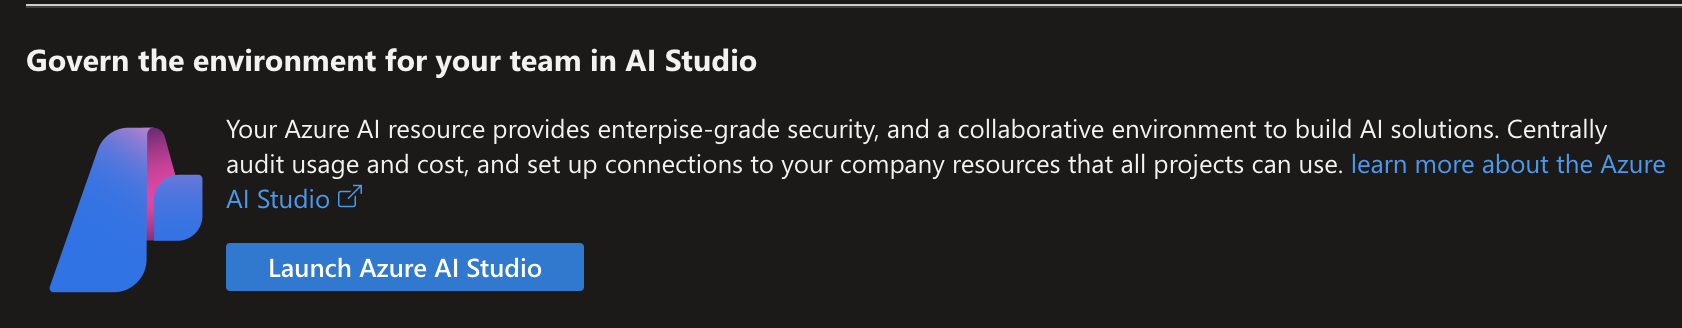 Govern the environment for your team in AI Studio
Your Azure AI resource provides enterpise-grade security, and a collaborative environment to build AI solutions. Centrally
audit usage and cost, and set up connections to your company resources that all projects can use. learn more about the Azure
AI Studio
Launch Azure AI Studio